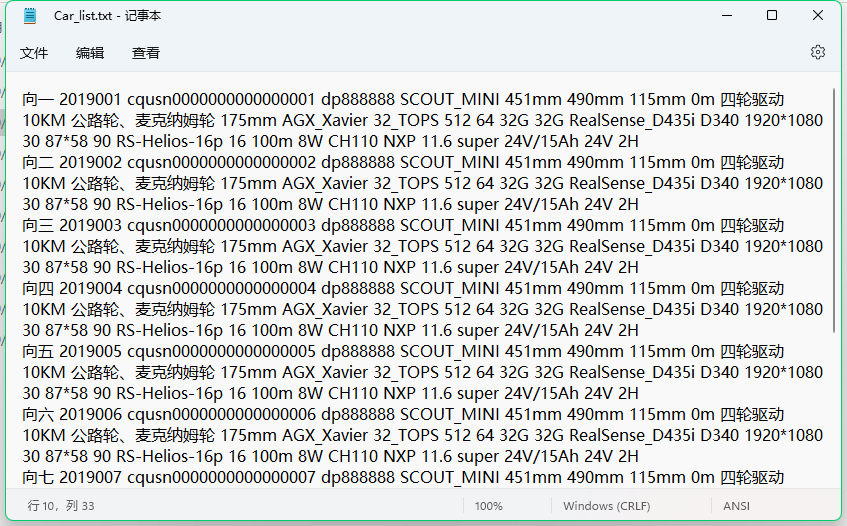 Car_list.txt - 记事本
文件 编辑 查看
向一 2019001 cqusn0000000000000001 dp888888 SCOUT_MINI 451mm 490mm 115mm 0m 四轮驱动
10KM 公路轮、麦克纳姆轮 175mm AGX_Xavier 32_TOPS 512 64 32G 32G RealSense_D435i D340 1920*1080
30 87*58 90 RS-Helios-16p 16 100m 8W CH110 NXP 11.6 super 24V/15Ah 24V 2H
向二 2019002 cqusn0000000000000002 dp888888 SCOUT_MINI 451mm 490mm 115mm 0m 四轮驱动
10KM 公路轮、麦克纳姆轮 175mm AGX_Xavier 32_TOPS 512 64 32G 32G RealSense_D435i D340 1920*1080
30 87*58 90 RS-Helios-16p 16 100m 8W CH110 NXP 11.6 super 24V/15Ah 24V 2H
向三 2019003 cqusn0000000000000003 dp888888 SCOUT_MINI 451mm 490mm 115mm 0m 四轮驱动
10KM 公路轮、麦克纳姆轮 175mm AGX_Xavier 32_TOPS 512 64 32G 32G RealSense_D435i D340 1920*1080
30 87*58 90 RS-Helios-16p 16 100m 8W CH110 NXP 11.6 super 24V/15Ah 24V 2H
向四 2019004 cqusn0000000000000004 dp888888 SCOUT_MINI 451mm 490mm 115mm 0m 四轮驱动
10KM 公路轮、麦克纳姆轮 175mm AGX_Xavier 32_TOPS 512 64 32G 32G RealSense_D435i D340 1920*1080
30 87*58 90 RS-Helios-16p 16 100m 8W CH110 NXP 11.6 super 24V/15Ah 24V 2H
向五 2019005 cqusn0000000000000005 dp888888 SCOUT_MINI 451mm 490mm 115mm 0m 四轮驱动
10KM 公路轮、麦克纳姆轮 175mm AGX_Xavier 32_TOPS 512 64 32G 32G RealSense_D435i D340 1920*1080
30 87*58 90 RS-Helios-16p 16 100m 8W CH110 NXP 11.6 super 24V/15Ah 24V 2H
向六 2019006 cqusn0000000000000006 dp888888 SCOUT_MINI 451mm 490mm 115mm 0m 四轮驱动
10KM 公路轮、麦克纳姆轮 175mm AGX_Xavier 32_TOPS 512 64 32G 32G RealSense_D435i D340 1920*1080
30 87*58 90 RS-Helios-16p 16 100m 8W CH110 NXP 11.6 super 24V/15Ah 24V 2H
向七 2019007 cqusn0000000000000007 dp888888 SCOUT_MINI 451mm 490mm 115mm 0m 四轮驱动
行 10，列 33 100% Windows (CRLF) ANSI